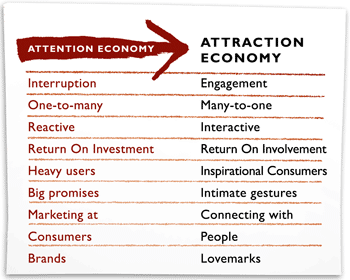 ATTENTION ECONOMY
ATTRACTION
ECONOMY
Interruption Engagement
One-to-many Many-to-one
Reactive Interactive
Return On Investment Return On Involvement
Heavy users Inspirational Consumers
Big promises Intimate gestures
Marketing at Connecting with
Consumers People
Brands Lovemarks